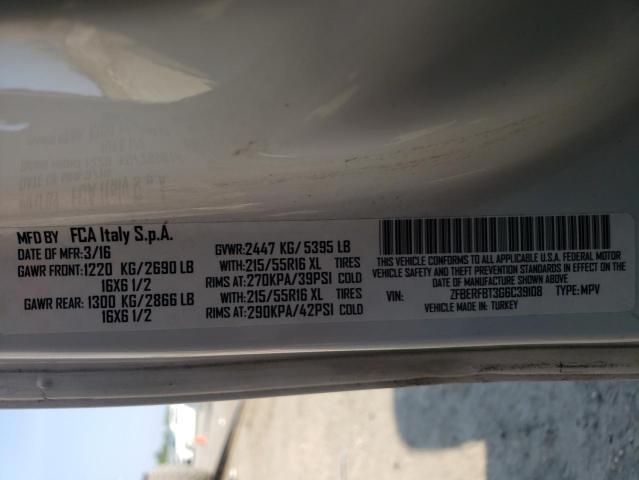 MFD BY FCA Italy S.p.A.
DATE OF MFR: 3/16
GAWR FRONT: 1220 KG/2690 LB
16X6 1/2
GAWR REAR: 1300 KG/2866 LB
16X6 1/2
GVWR: 2447 KG/ 5395 LB
WITH: 215/55R16 XL TIRES
RIMS AT: 270KPA/39PSI COLD
WITH: 215/55R16 XL TIRES
RIMS AT: 290KPA/42PSI COLD
THIS VEHICLE CONFORMS TO ALL APPLICABLE U.S.A. FEDERAL MOTOR
VEHICLE SAFETY, BUMPER, AND THEFT PREVENTION STANDARDS IN EFFECT ON THE
DATE OF MANUFACTURE SHOWN ABOVE.
VIN: ZFBERFBT3G6C39108 TYPE: MPV
VEHICLE MADE IN: TURKEY